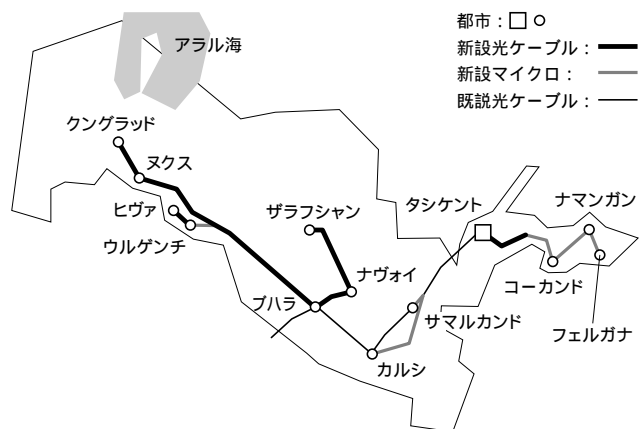 アラル海
都市：
新設光ケーブル：
新設マイクロ：
既説光ケーブル：
クングラッド
ヌクス
ヒヴァ
ウルゲンチ
ザラフシャン
タシケント
ナマンガン
ナヴォイ
ブハラ
コーカンド
サマルカンド
フェルガナ
カルシ